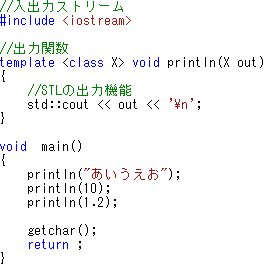 //入出力ストリーム
#include <iostream>
//出力関数
template <class X> void println(X out)
{
    //STLの出力機能
    std::cout << out << '\n';
}
void  main()
{
    println("あいうえお");
    println(10);
    println(1.2);
    getchar();
    return ;
}